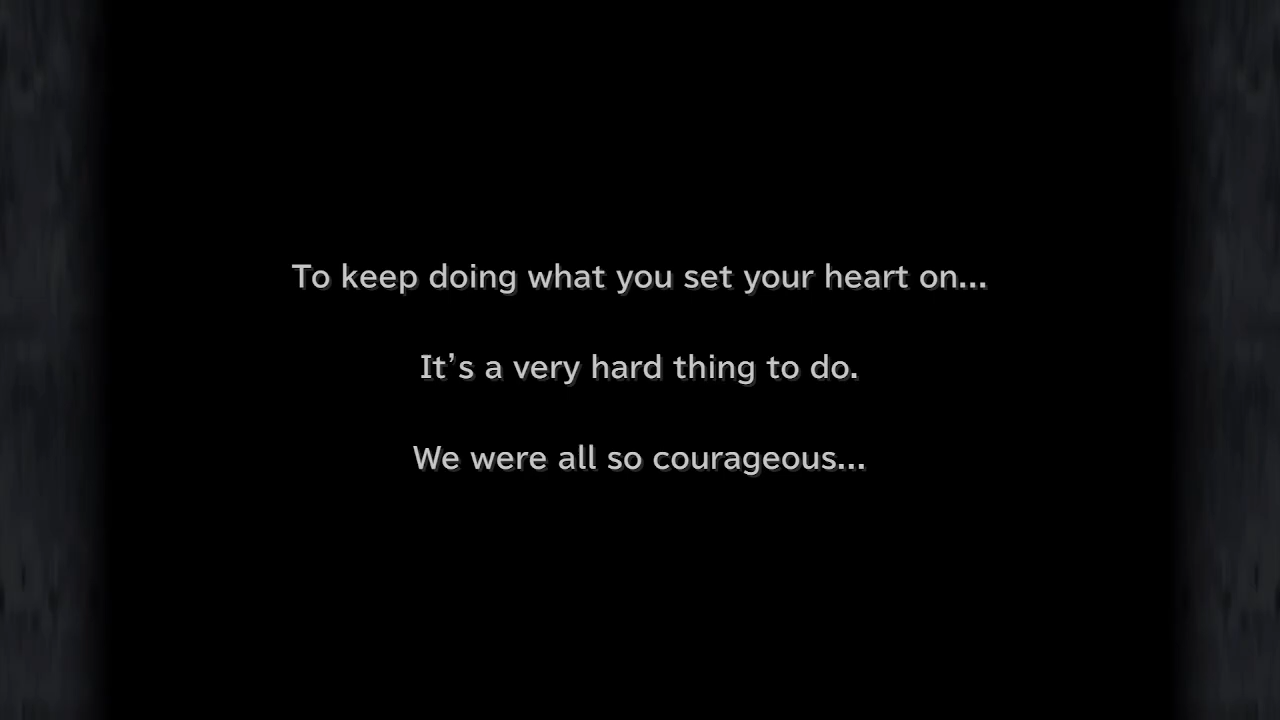 To keep doing what you set your heart on...
It's a very hard thing to do.
We were all so courageous...